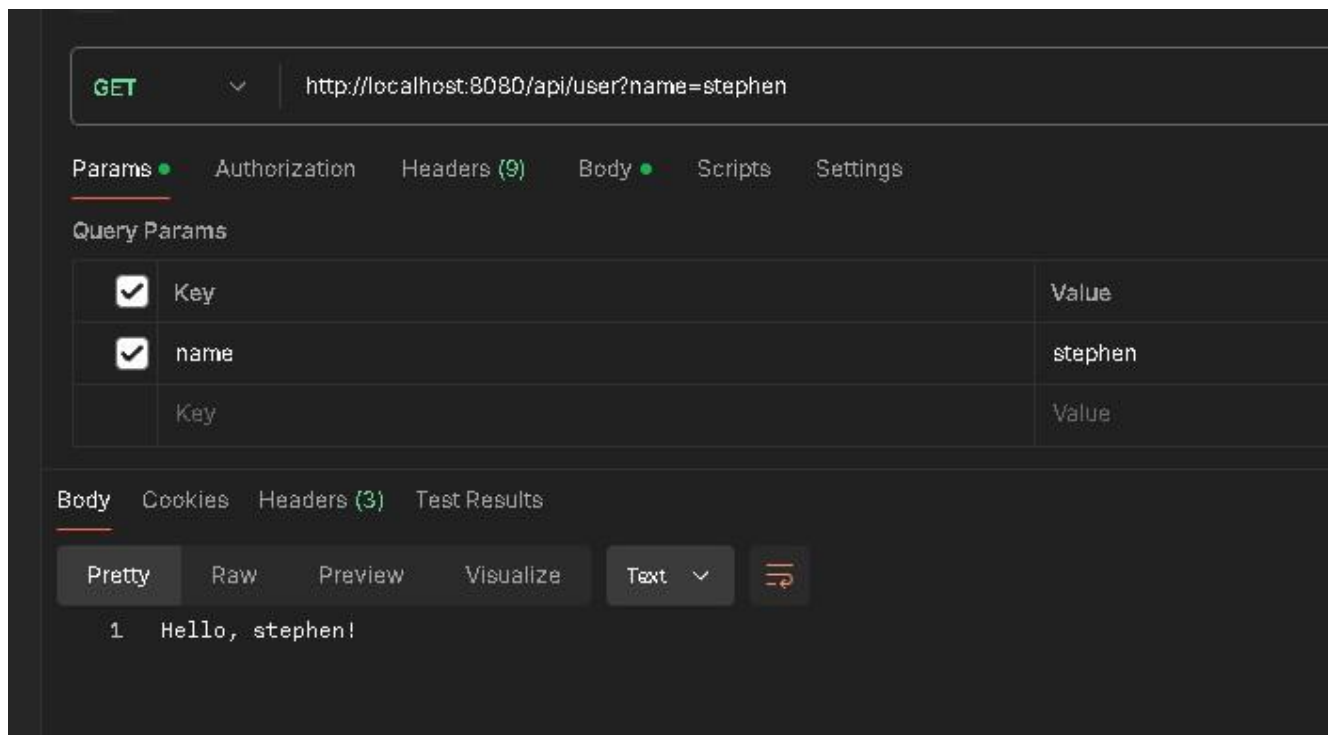 GET http://localhost:8080/api/user?name=stephen
Params Authorization Headers (9) Body Scripts Settings
Query Params
Key Value
name stephen
Key Value
Body Cookies Headers (3) Test Results
Pretty Raw Preview Visualize Text
1 Hello, stephen!